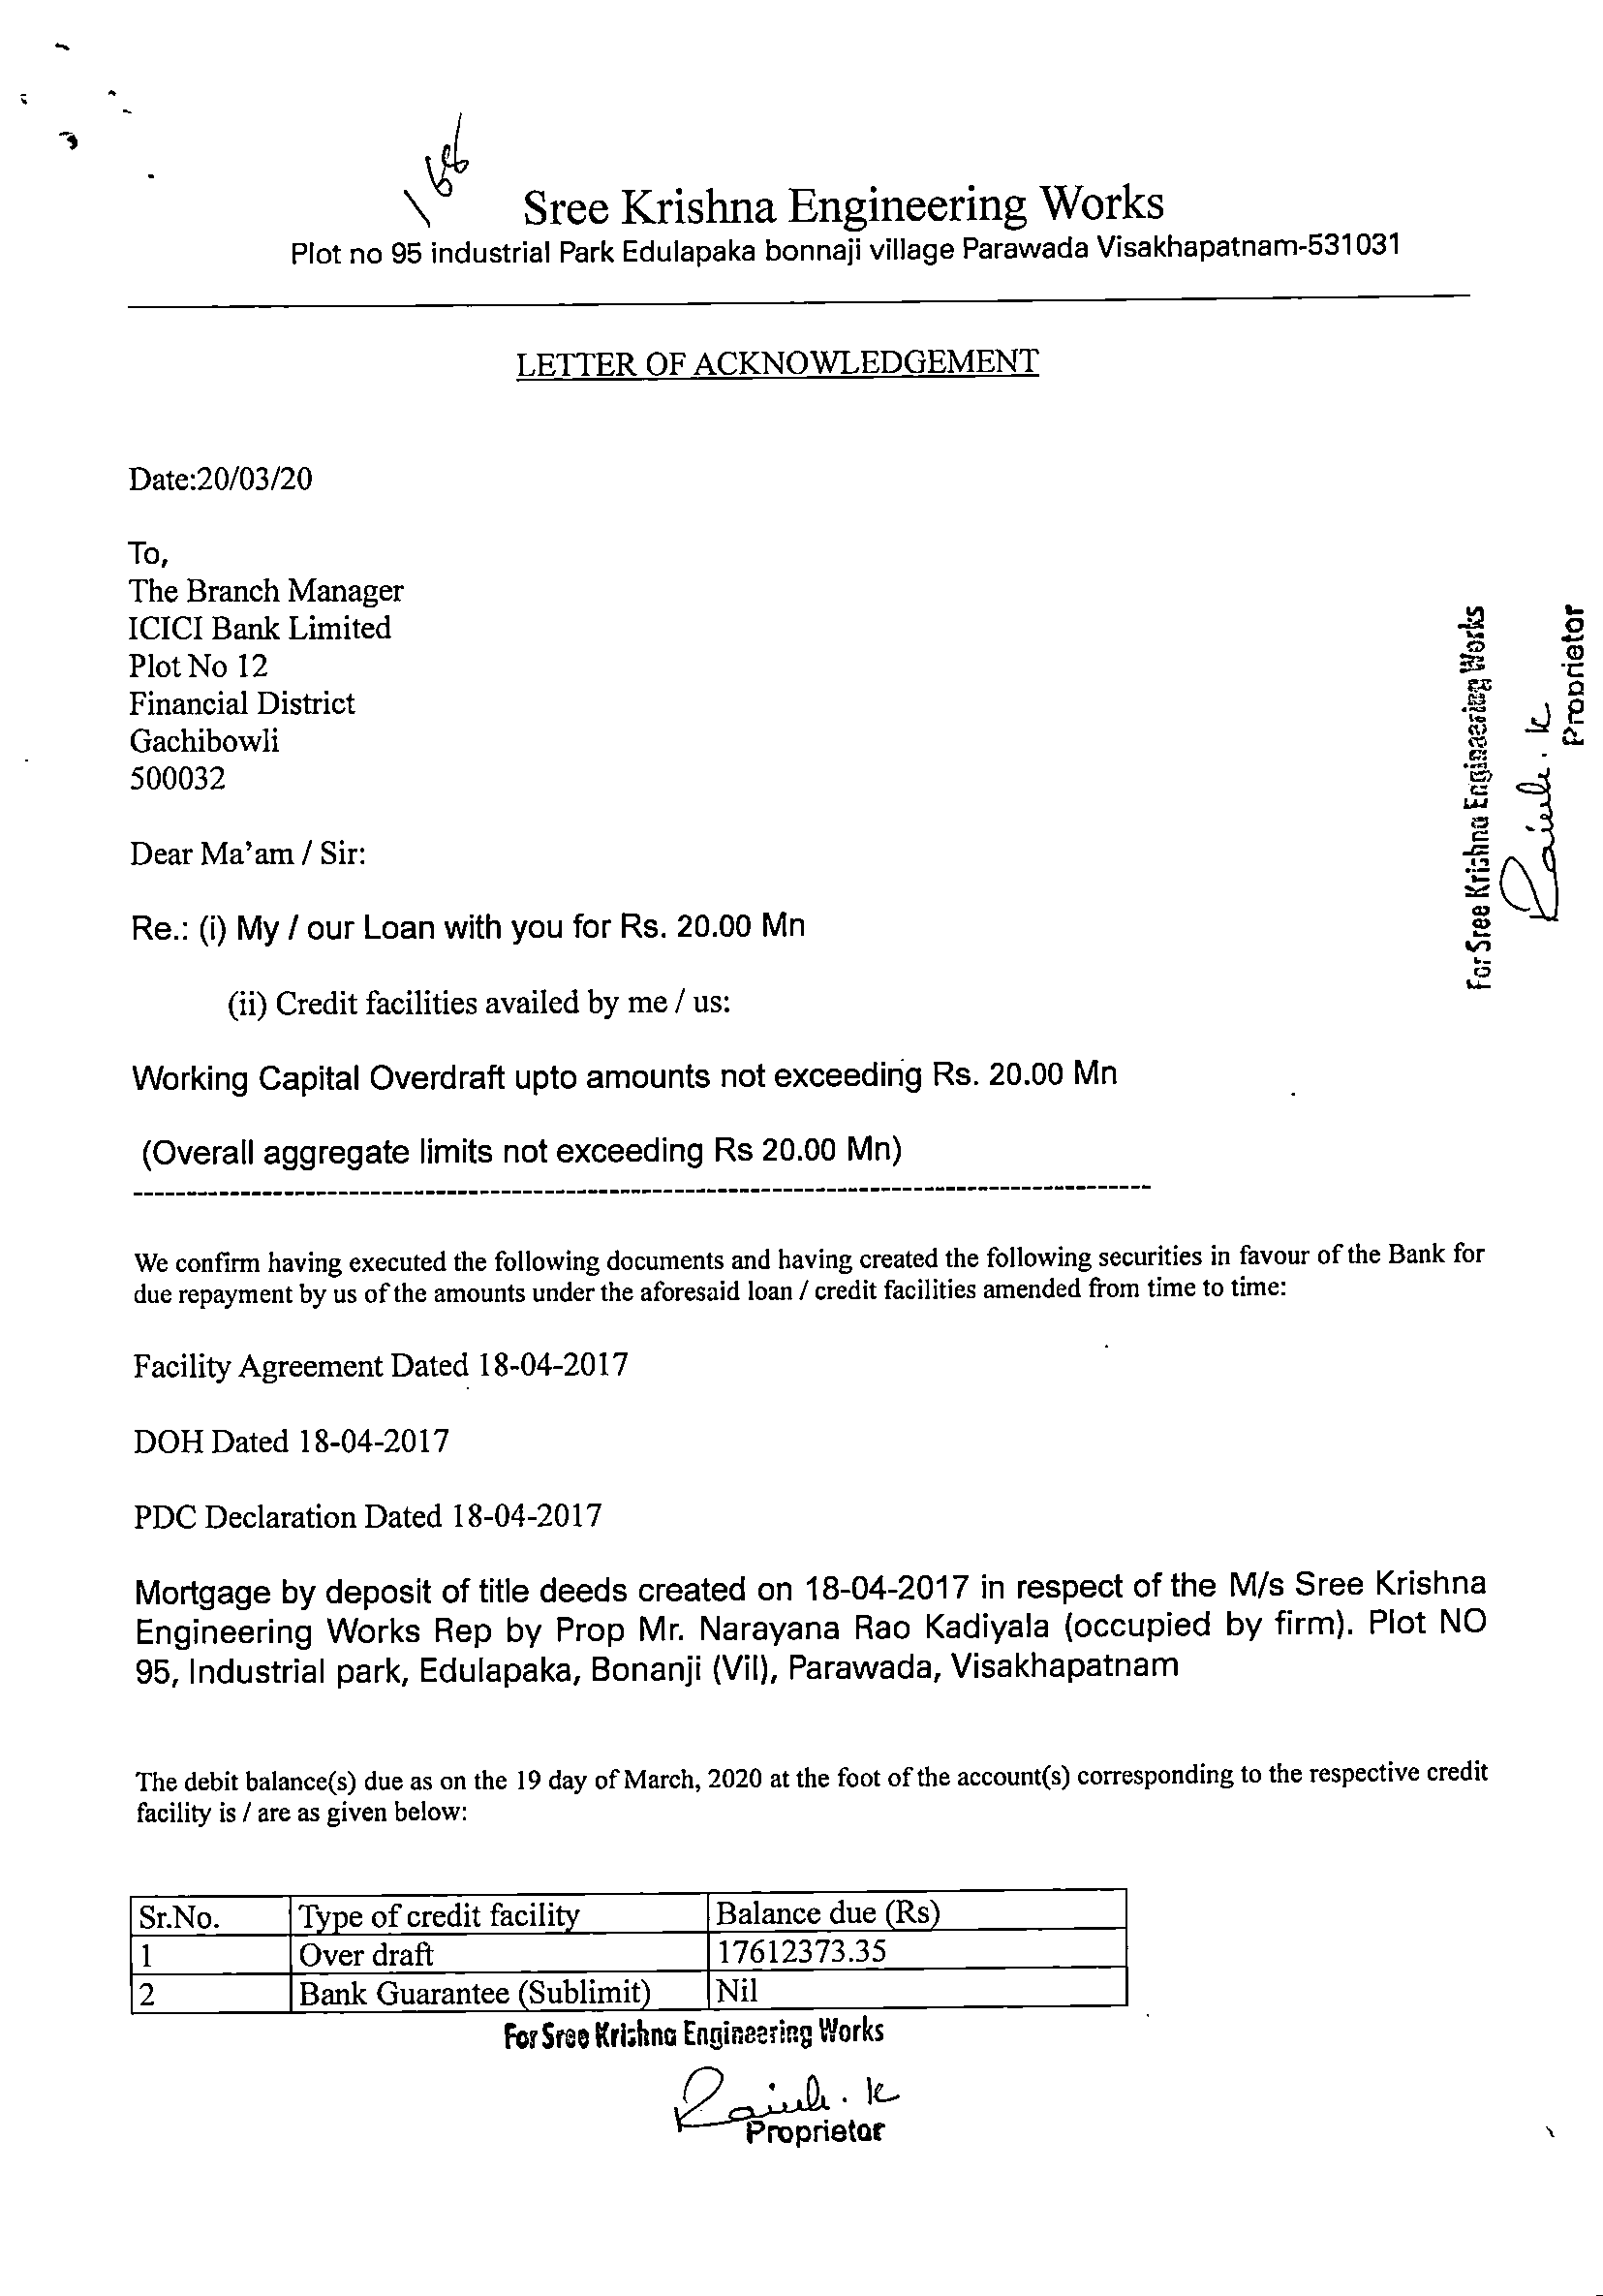 Sree Krishna Engineering Works
Plot no 95 industrial Park Edulapaka bonnaji village Parawada Visakhapatnam-531031
LETTER OF ACKNOWLEDGEMENT
Date:20/03/20
To,
The Branch Manager
ICICI Bank Limited
Plot No 12
Financial District
Gachibowli
500032
Dear Ma'am / Sir:
Re.: (i) My / our Loan with you for Rs. 20.00 Mn
(ii) Credit facilities availed by me / us:
Working Capital Overdraft upto amounts not exceeding Rs. 20.00 Mn
(Overall aggregate limits not exceeding Rs 20.00 Mn)
We confirm having executed the following documents and having created the following securities in favour of the Bank for
due repayment by us of the amounts under the aforesaid loan / credit facilities amended from time to time:
Facility Agreement Dated 18-04-2017
DOH Dated 18-04-2017
PDC Declaration Dated 18-04-2017
Mortgage by deposit of title deeds created on 18-04-2017 in respect of the M/s Sree Krishna
Engineering Works Rep by Prop Mr. Narayana Rao Kadiyala (occupied by firm). Plot NO
95, Industrial park, Edulapaka, Bonanji (Vil), Parawada, Visakhapatnam
The debit balance(s) due as on the 19 day of March, 2020 at the foot of the account(s) corresponding to the respective credit
facility is / are as given below:
Sr.No. Type of credit facility Balance due (Rs)
1 Over draft 17612373.35
2 Bank Guarantee (Sublimit) Nil
For Sree Krishna Engineering Works
Proprietor
For Sree Krishna Engineering Works
Proprietor